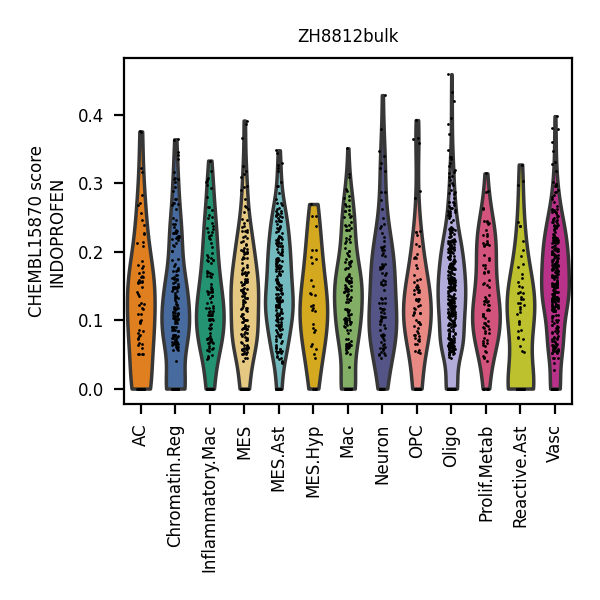 ZH8812bulk
CHEMBL15870 score
INDOPROFEN
0.4
0.3
0.2
0.1
0.0
AC
Chromatin.Reg
Inflammatory.Mac
MES
MES.Ast
MES.Hyp
Mac
Neuron
OPC
Oligo
Prolif.Metab
Reactive.Ast
Vasc